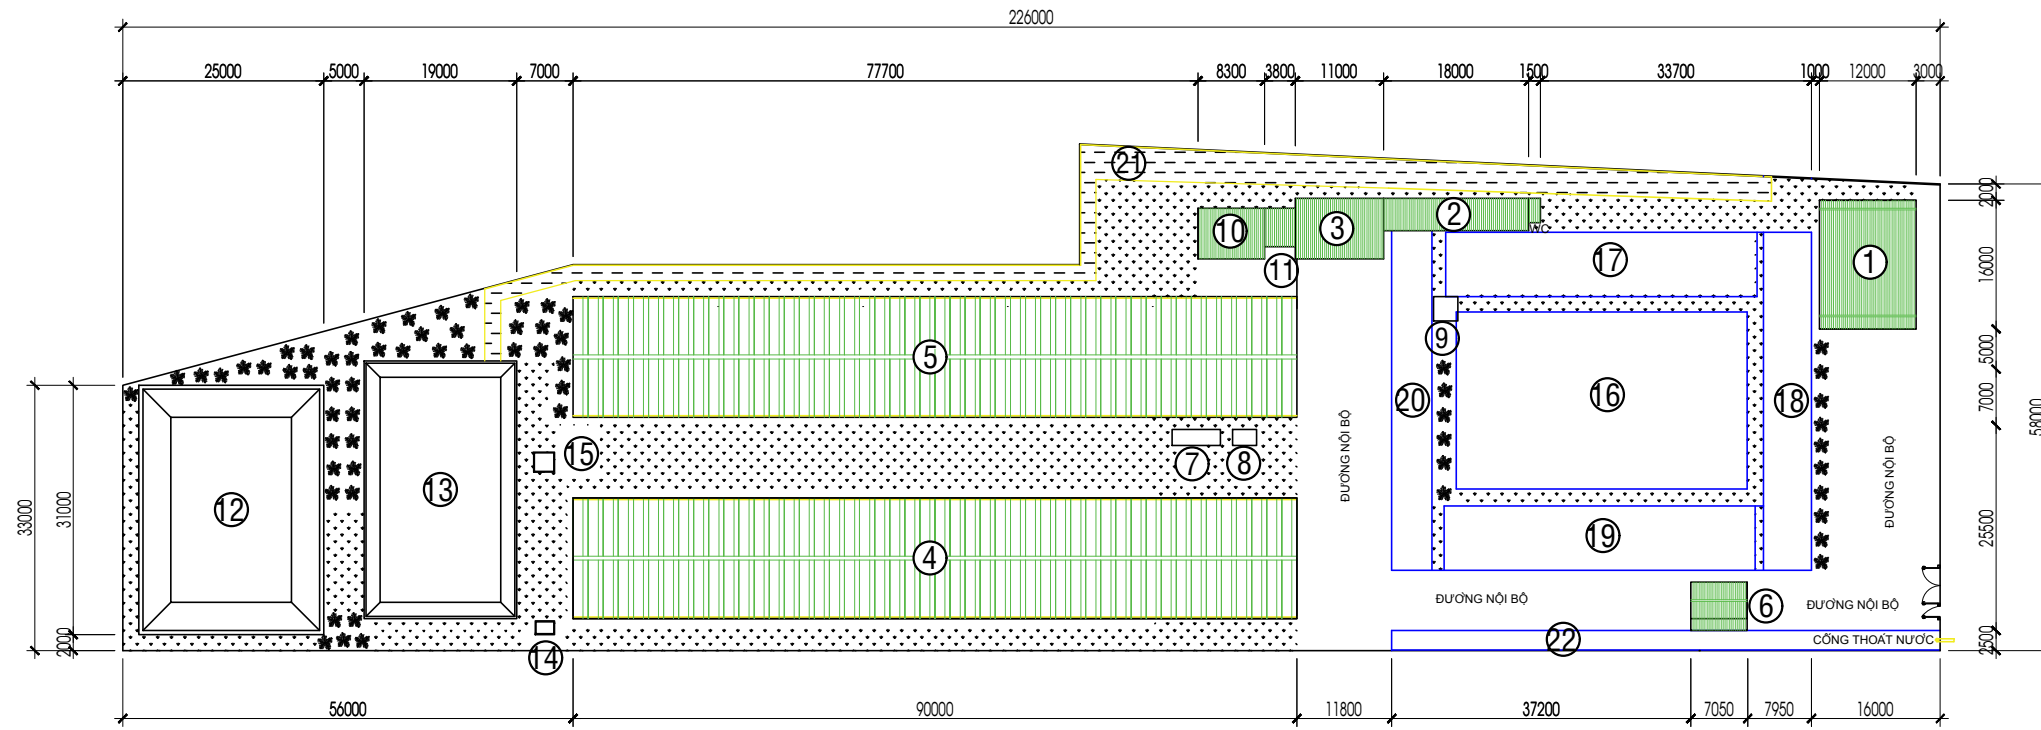 226000
25000 5000 19000 7000 77700 8300 3800 11000 18000 1500 33700 1000 12000 3000
21
2000
10 3 2 WC
17 1
11
16000
9
5 5000
20 16 18 7000 58000
15 7 8
ĐƯỜNG NỘI BỘ
ĐƯỜNG NỘI BỘ
13
12
33000 31000
19 25500
4
ĐƯỜNG NỘI BỘ 6 ĐƯỜNG NỘI BỘ
22 CỐNG THOÁT NƯỚC
2000 14 2500
56000 90000 11800 37200 7050 7950 16000